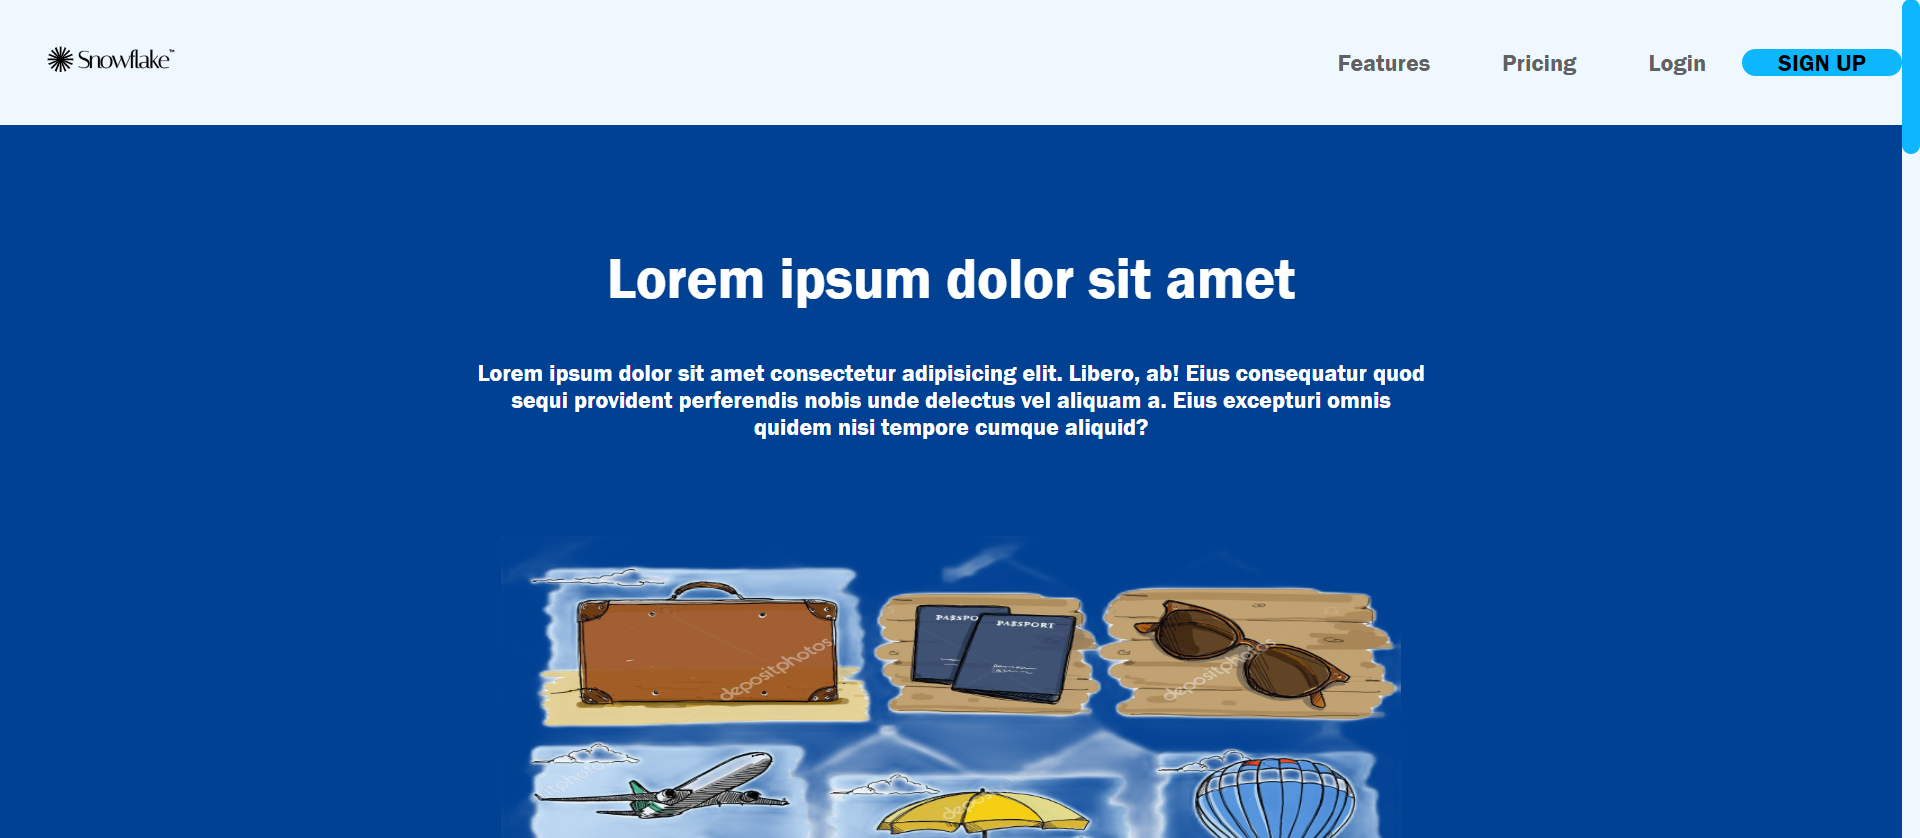 Snowflake™
Features
Pricing
Login
SIGN UP
Lorem ipsum dolor sit amet
Lorem ipsum dolor sit amet consectetur adipisicing elit. Libero, ab! Eius consequatur quod
sequi provident perferendis nobis unde delectus vel aliquam a. Eius excepturi omnis
quidem nisi tempore cumque aliquid?
PASSPO
PASSPORT
depositphotos
depositphotos